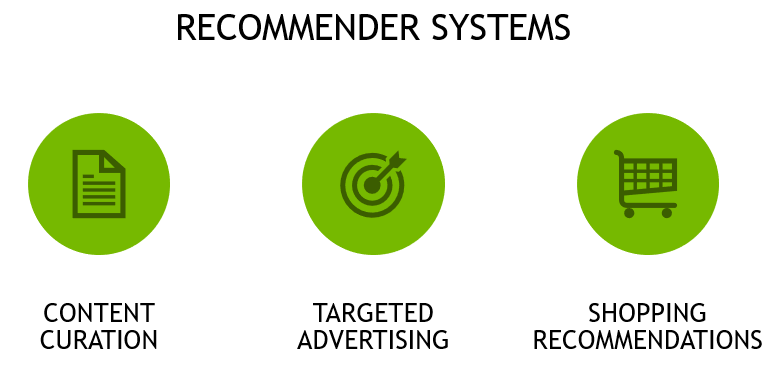 RECOMMENDER SYSTEMS
CONTENT
CURATION
TARGETED
ADVERTISING
SHOPPING
RECOMMENDATIONS